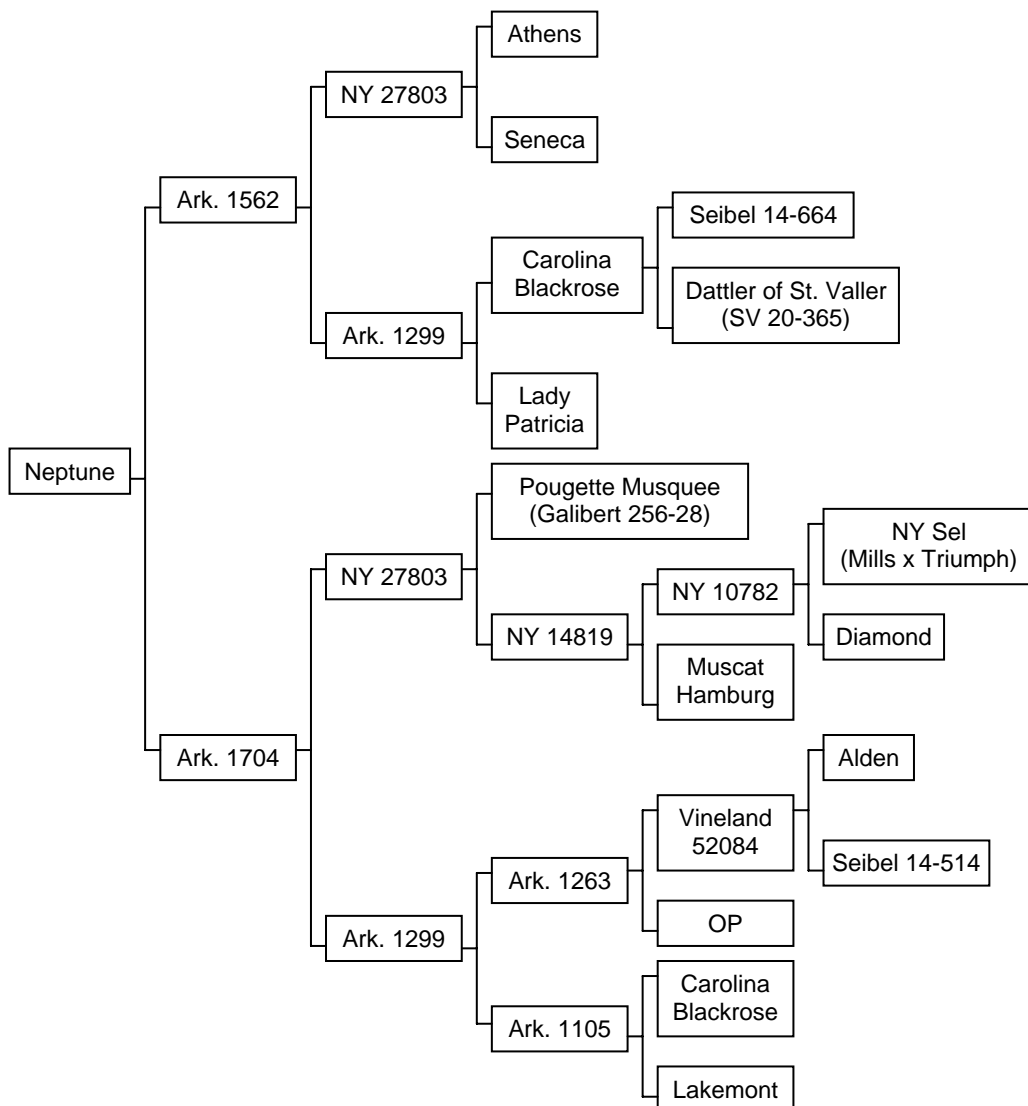 Athens
NY 27803
Seneca
Ark. 1562
Seibel 14-664
Carolina
Blackrose
Dattler of St. Valler
(SV 20-365)
Ark. 1299
Lady
Patricia
Neptune
Pougette Musquee
(Galibert 256-28)
NY Sel
(Mills x Triumph)
NY 27803
NY 10782
NY 14819
Diamond
Muscat
Hamburg
Ark. 1704
Alden
Vineland
52084
Seibel 14-514
Ark. 1263
OP
Ark. 1299
Carolina
Blackrose
Ark. 1105
Lakemont